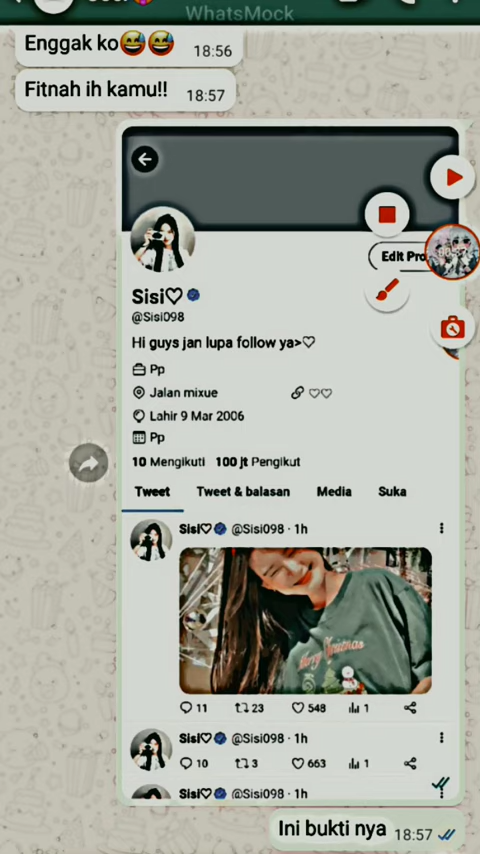 WhatsMock
Enggak ko😅😅 18:56
Fitnah ih kamu!! 18:57
Edit Pro
Sisi♡
@Sisi098
Hi guys jan lupa follow ya>♡
Pp
Jalan mixue ♡♡
Lahir 9 Mar 2006
Pp
10 Mengikuti 100 jt Pengikut
Tweet Tweet & balasan Media Suka
Sisi♡ @Sisi098 · 1h
Merry Christmas
11 23 548 1
Sisi♡ @Sisi098 · 1h
10 3 663 1
Sisi♡ @Sisi098 · 1h
Ini bukti nya 18:57